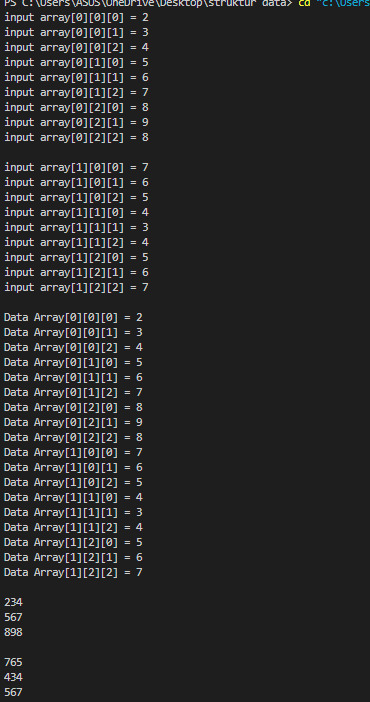 PS C:\Users\ASUS\OneDrive\Desktop\struktur data> cd "c:\Users
input array[0][0][0] = 2
input array[0][0][1] = 3
input array[0][0][2] = 4
input array[0][1][0] = 5
input array[0][1][1] = 6
input array[0][1][2] = 7
input array[0][2][0] = 8
input array[0][2][1] = 9
input array[0][2][2] = 8
input array[1][0][0] = 7
input array[1][0][1] = 6
input array[1][0][2] = 5
input array[1][1][0] = 4
input array[1][1][1] = 3
input array[1][1][2] = 4
input array[1][2][0] = 5
input array[1][2][1] = 6
input array[1][2][2] = 7
Data Array[0][0][0] = 2
Data Array[0][0][1] = 3
Data Array[0][0][2] = 4
Data Array[0][1][0] = 5
Data Array[0][1][1] = 6
Data Array[0][1][2] = 7
Data Array[0][2][0] = 8
Data Array[0][2][1] = 9
Data Array[0][2][2] = 8
Data Array[1][0][0] = 7
Data Array[1][0][1] = 6
Data Array[1][0][2] = 5
Data Array[1][1][0] = 4
Data Array[1][1][1] = 3
Data Array[1][1][2] = 4
Data Array[1][2][0] = 5
Data Array[1][2][1] = 6
Data Array[1][2][2] = 7
234
567
898
765
434
567